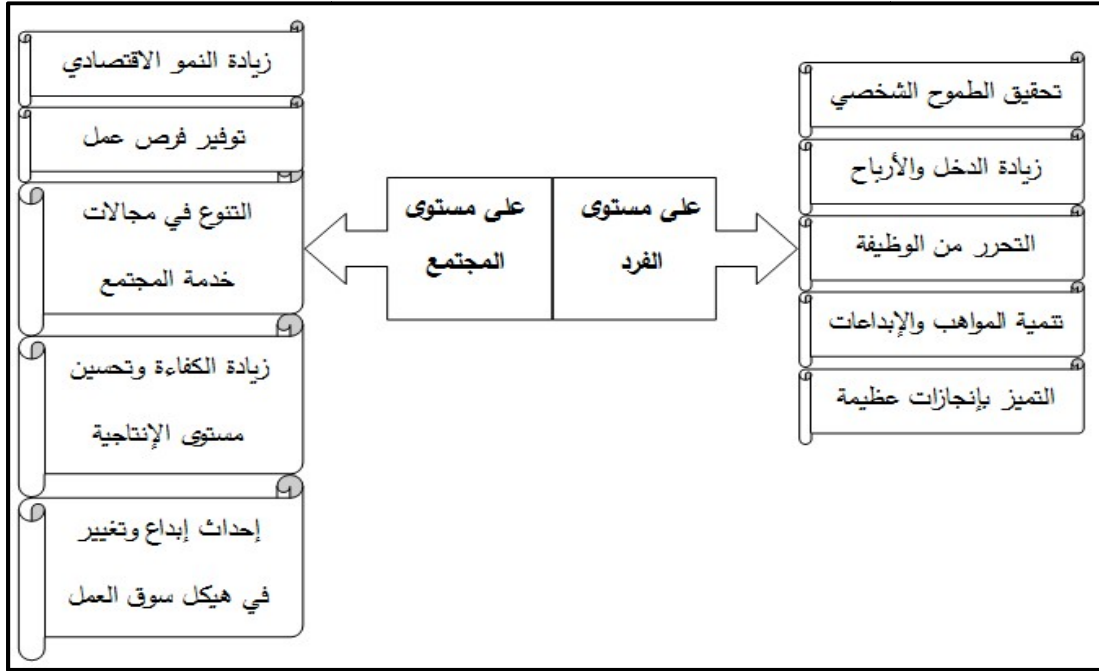 على مستوى
الفرد
تحقيق الطموح الشخصي
زيادة الدخل والأرباح
التحرر من الوظيفة
تنمية المواهب والإبداعات
التميز بإنجازات عظيمة
على مستوى
المجتمع
زيادة النمو الاقتصادي
توفير فرص عمل
التنوع في مجالات
خدمة المجتمع
زيادة الكفاءة وتحسين
مستوى الإنتاجية
إحداث إبداع وتغيير
في هيكل سوق العمل